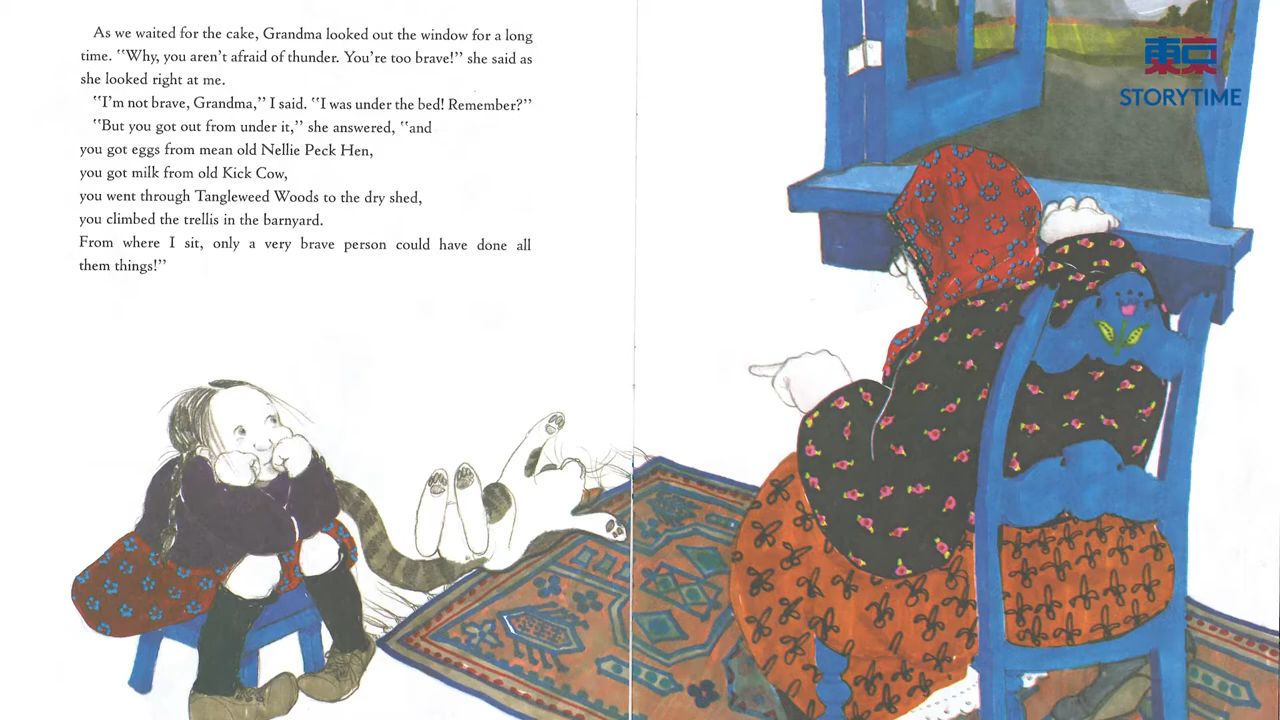 As we waited for the cake, Grandma looked out the window for a long
time. "Why, you aren't afraid of thunder. You're too brave!" she said as
she looked right at me.
"I'm not brave, Grandma," I said. "I was under the bed! Remember?"
"But you got out from under it," she answered, "and
you got eggs from mean old Nellie Peck Hen,
you got milk from old Kick Cow,
you went through Tangleweed Woods to the dry shed,
you climbed the trellis in the barnyard.
From where I sit, only a very brave person could have done all
them things!"
東京
STORYTIME